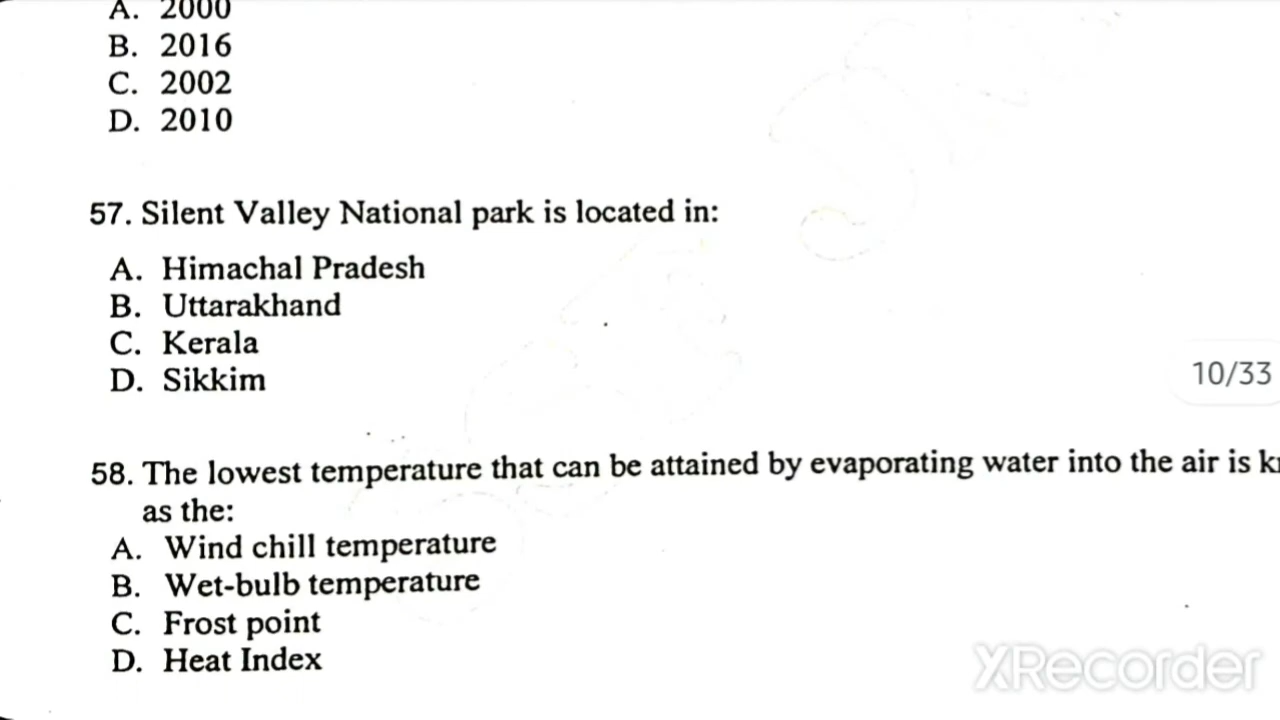 A. 2000
B. 2016
C. 2002
D. 2010
57. Silent Valley National park is located in:
A. Himachal Pradesh
B. Uttarakhand
C. Kerala
10/33
D. Sikkim
58. The lowest temperature that can be attained by evaporating water into the air is
as the:
A. Wind chill temperature
B. Wet-bulb temperature
C. Frost point
D. Heat Index
XRecorder